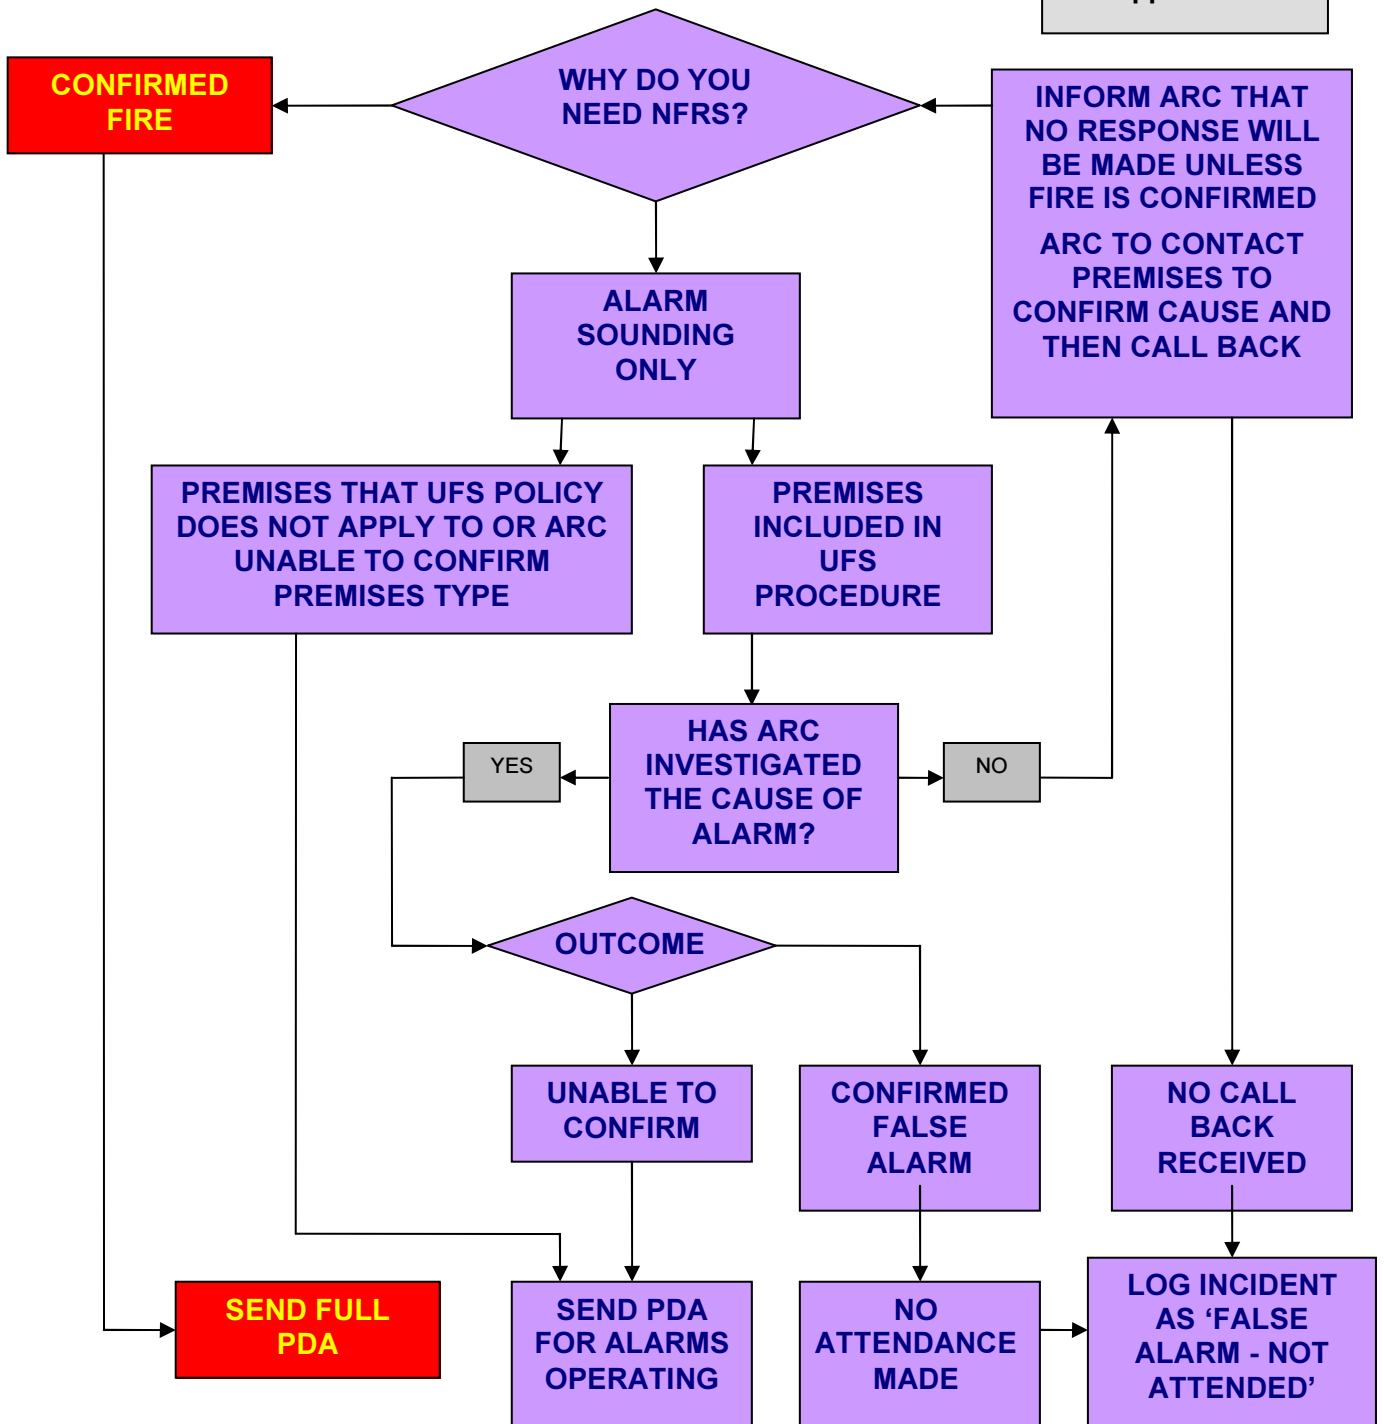 WHY DO YOU
NEED NFRS?
CONFIRMED
FIRE
INFORM ARC THAT
NO RESPONSE WILL
BE MADE UNLESS
FIRE IS CONFIRMED
ARC TO CONTACT
PREMISES TO
CONFIRM CAUSE AND
THEN CALL BACK
ALARM
SOUNDING
ONLY
PREMISES THAT UFS POLICY
DOES NOT APPLY TO OR ARC
UNABLE TO CONFIRM
PREMISES TYPE
PREMISES
INCLUDED IN
UFS
PROCEDURE
HAS ARC
INVESTIGATED
THE CAUSE OF
ALARM?
YES
NO
OUTCOME
UNABLE TO
CONFIRM
CONFIRMED
FALSE
ALARM
NO CALL
BACK
RECEIVED
SEND FULL
PDA
SEND PDA
FOR ALARMS
OPERATING
NO
ATTENDANCE
MADE
LOG INCIDENT
AS ‘FALSE
ALARM - NOT
ATTENDED’